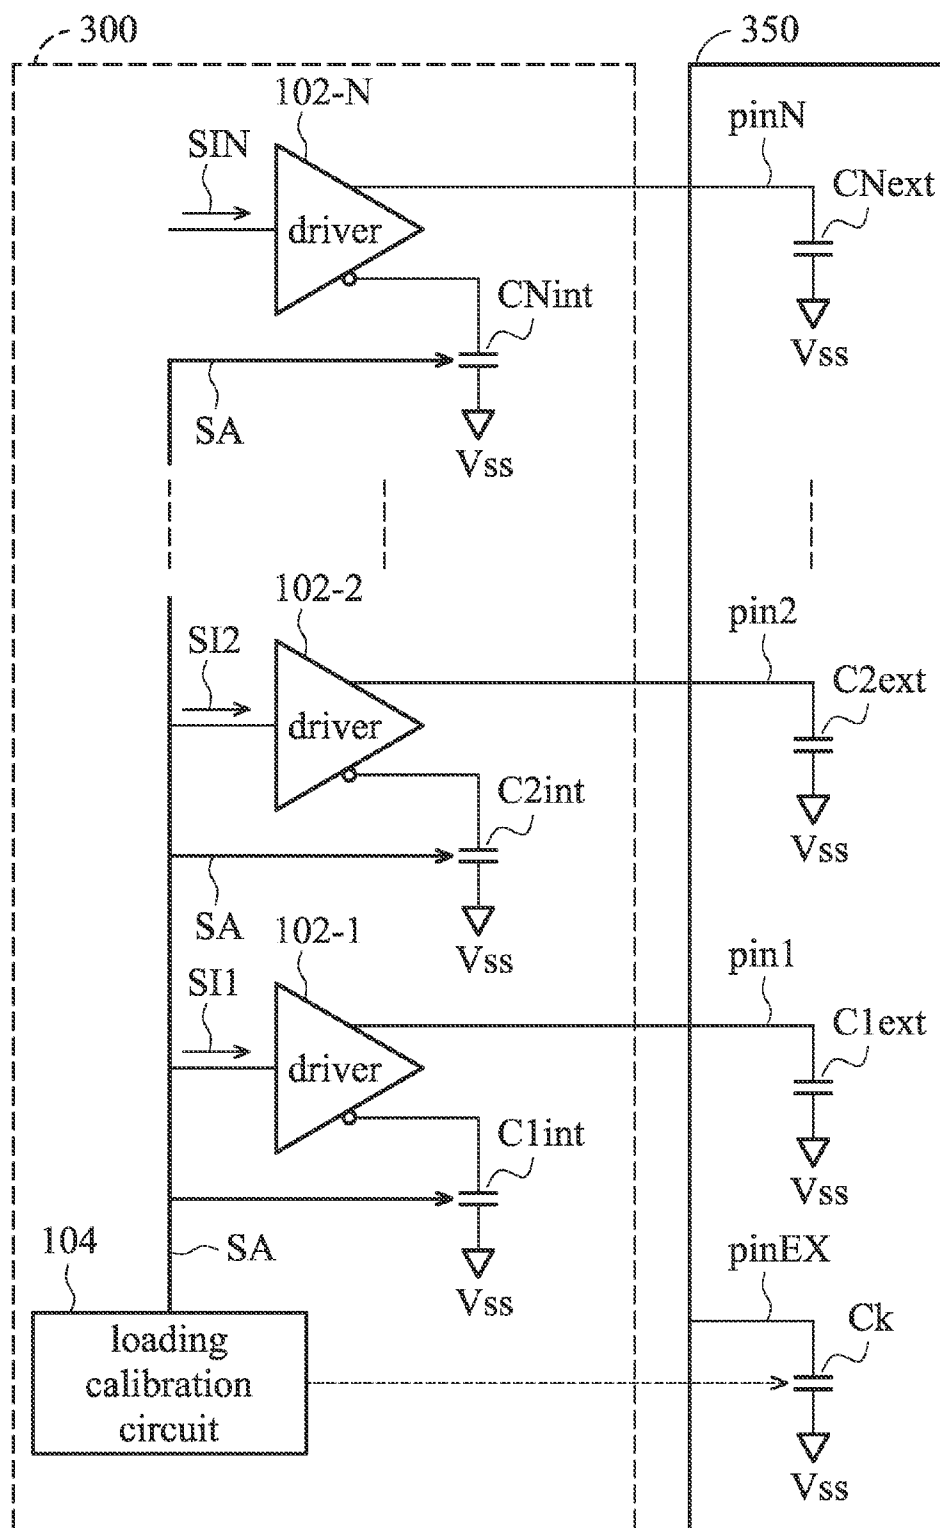 300
350
102-N
SIN
driver
pinN
CNext
Vss
CNint
SA
Vss
102-2
SI2
driver
pin2
C2ext
Vss
C2int
SA
Vss
102-1
SI1
driver
pin1
C1ext
Vss
C1int
SA
Vss
104
loading
calibration
circuit
pinEX
Ck
Vss